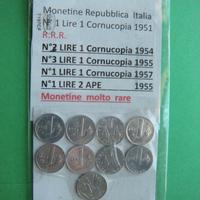 Monetine Repubblica Italia
N° 1 Lire 1 Cornucopia 1951
R.R.R.
N°2 LIRE 1 Cornucopia 1954
N°3 LIRE 1 Cornucopia 1955
N°1 LIRE 1 Cornucopia 1957
N°1 LIRE 2 APE 1955
Monetine molto rare